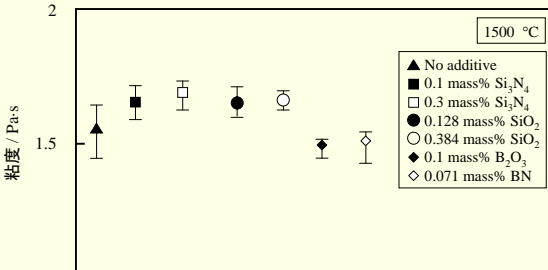 2
1500 ℃
No additive
0.1 mass% Si₃N₄
0.3 mass% Si₃N₄
0.128 mass% SiO₂
0.384 mass% SiO₂
0.1 mass% B₂O₃
0.071 mass% BN
1.5
粘度 / Pa·s